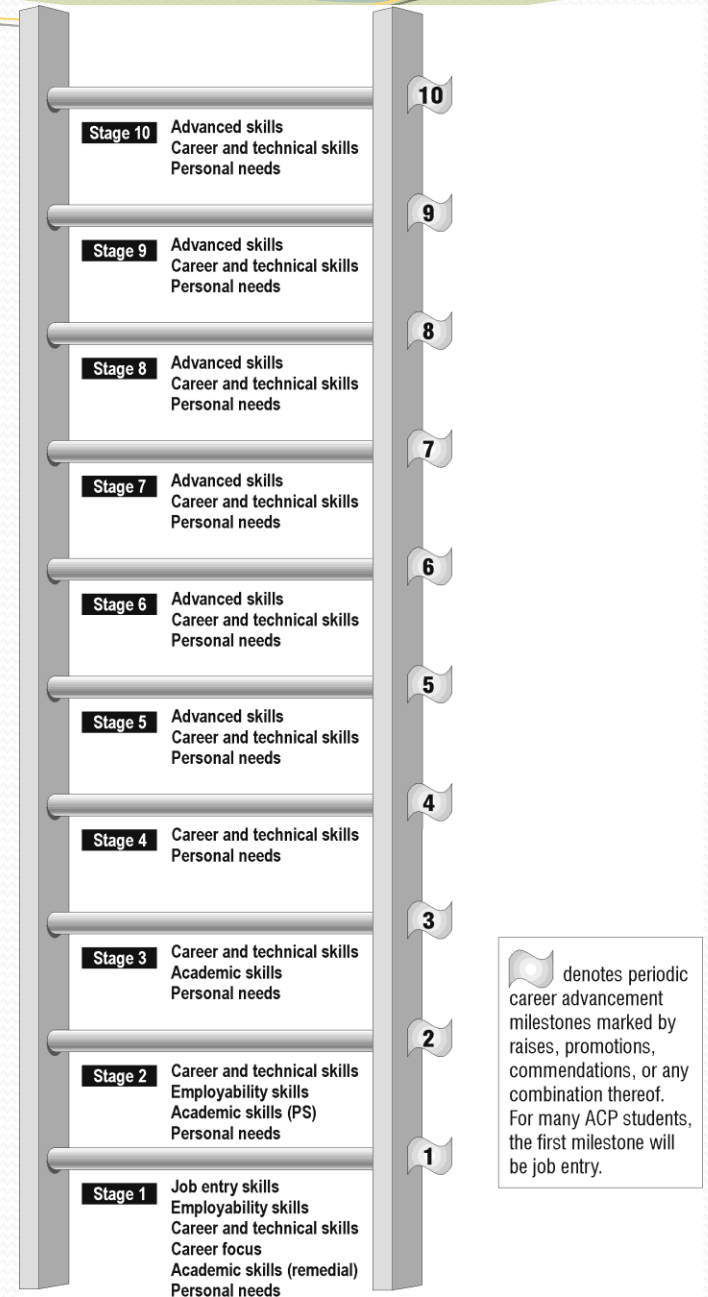 10
Stage 10
Advanced skills
Career and technical skills
Personal needs
9
Stage 9
Advanced skills
Career and technical skills
Personal needs
8
Stage 8
Advanced skills
Career and technical skills
Personal needs
7
Stage 7
Advanced skills
Career and technical skills
Personal needs
6
Stage 6
Advanced skills
Career and technical skills
Personal needs
5
Stage 5
Advanced skills
Career and technical skills
Personal needs
4
Stage 4
Career and technical skills
Personal needs
3
Stage 3
Career and technical skills
Academic skills
Personal needs
2
Stage 2
Career and technical skills
Employability skills
Academic skills (PS)
Personal needs
1
Stage 1
Job entry skills
Employability skills
Career and technical skills
Career focus
Academic skills (remedial)
Personal needs
denotes periodic
career advancement
milestones marked by
raises, promotions,
commendations, or any
combination thereof.
For many ACP students,
the first milestone will
be job entry.